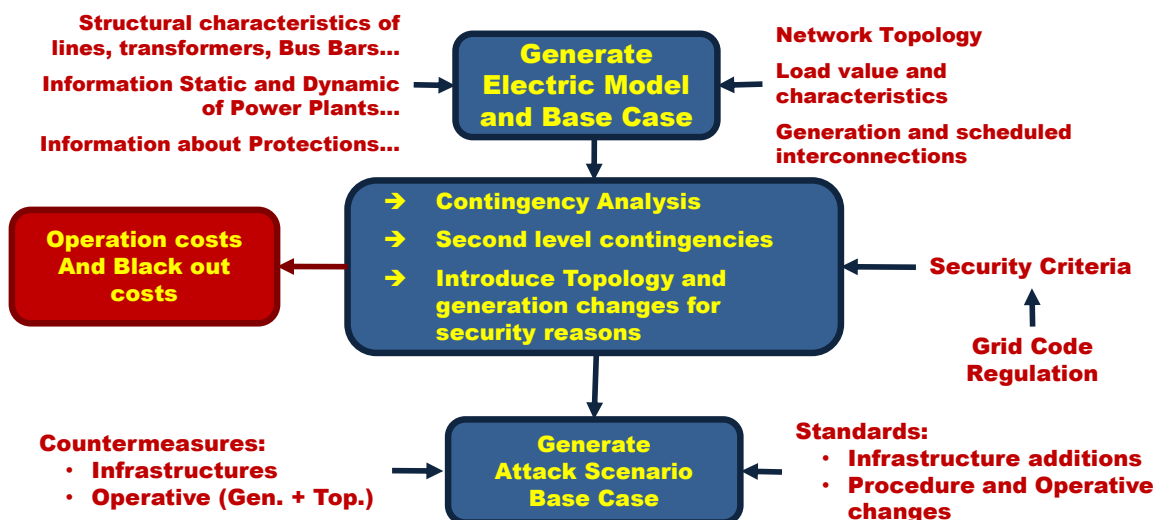 Structural characteristics of
lines, transformers, Bus Bars...
Information Static and Dynamic
of Power Plants...
Information about Protections...
Generate
Electric Model
and Base Case
Network Topology
Load value and
characteristics
Generation and scheduled
interconnections
Operation costs
And Black out
costs
➔ Contingency Analysis
➔ Second level contingencies
➔ Introduce Topology and
generation changes for
security reasons
Security Criteria
Grid Code
Regulation
Countermeasures:
• Infrastructures
• Operative (Gen. + Top.)
Generate
Attack Scenario
Base Case
Standards:
• Infrastructure additions
• Procedure and Operative
changes